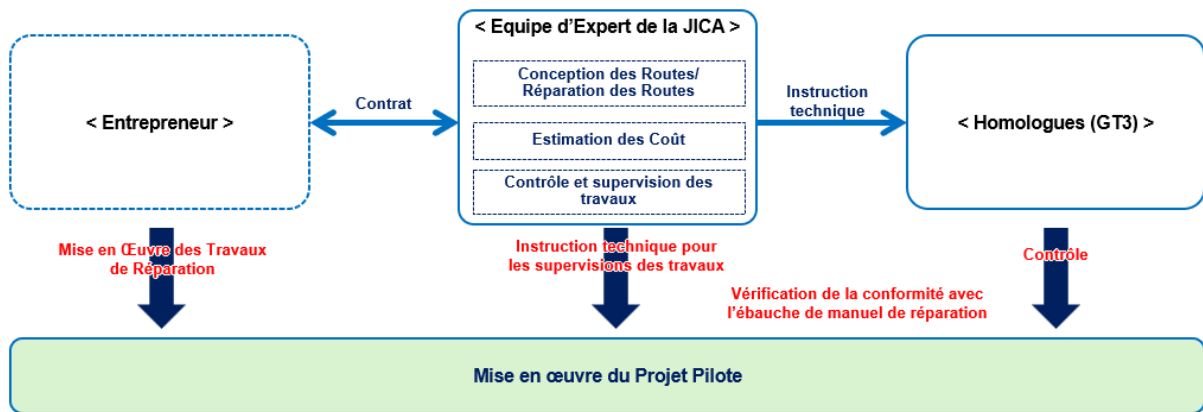 < Equipe d'Expert de la JICA >
Conception des Routes/
Réparation des Routes
Estimation des Coût
Contrôle et supervision des
travaux
< Entrepreneur >
Contrat
Instruction
technique
< Homologues (GT3) >
Mise en Œuvre des Travaux
de Réparation
Instruction technique pour
les supervisions des travaux
Contrôle
Vérification de la conformité avec
l'ébauche de manuel de réparation
Mise en œuvre du Projet Pilote